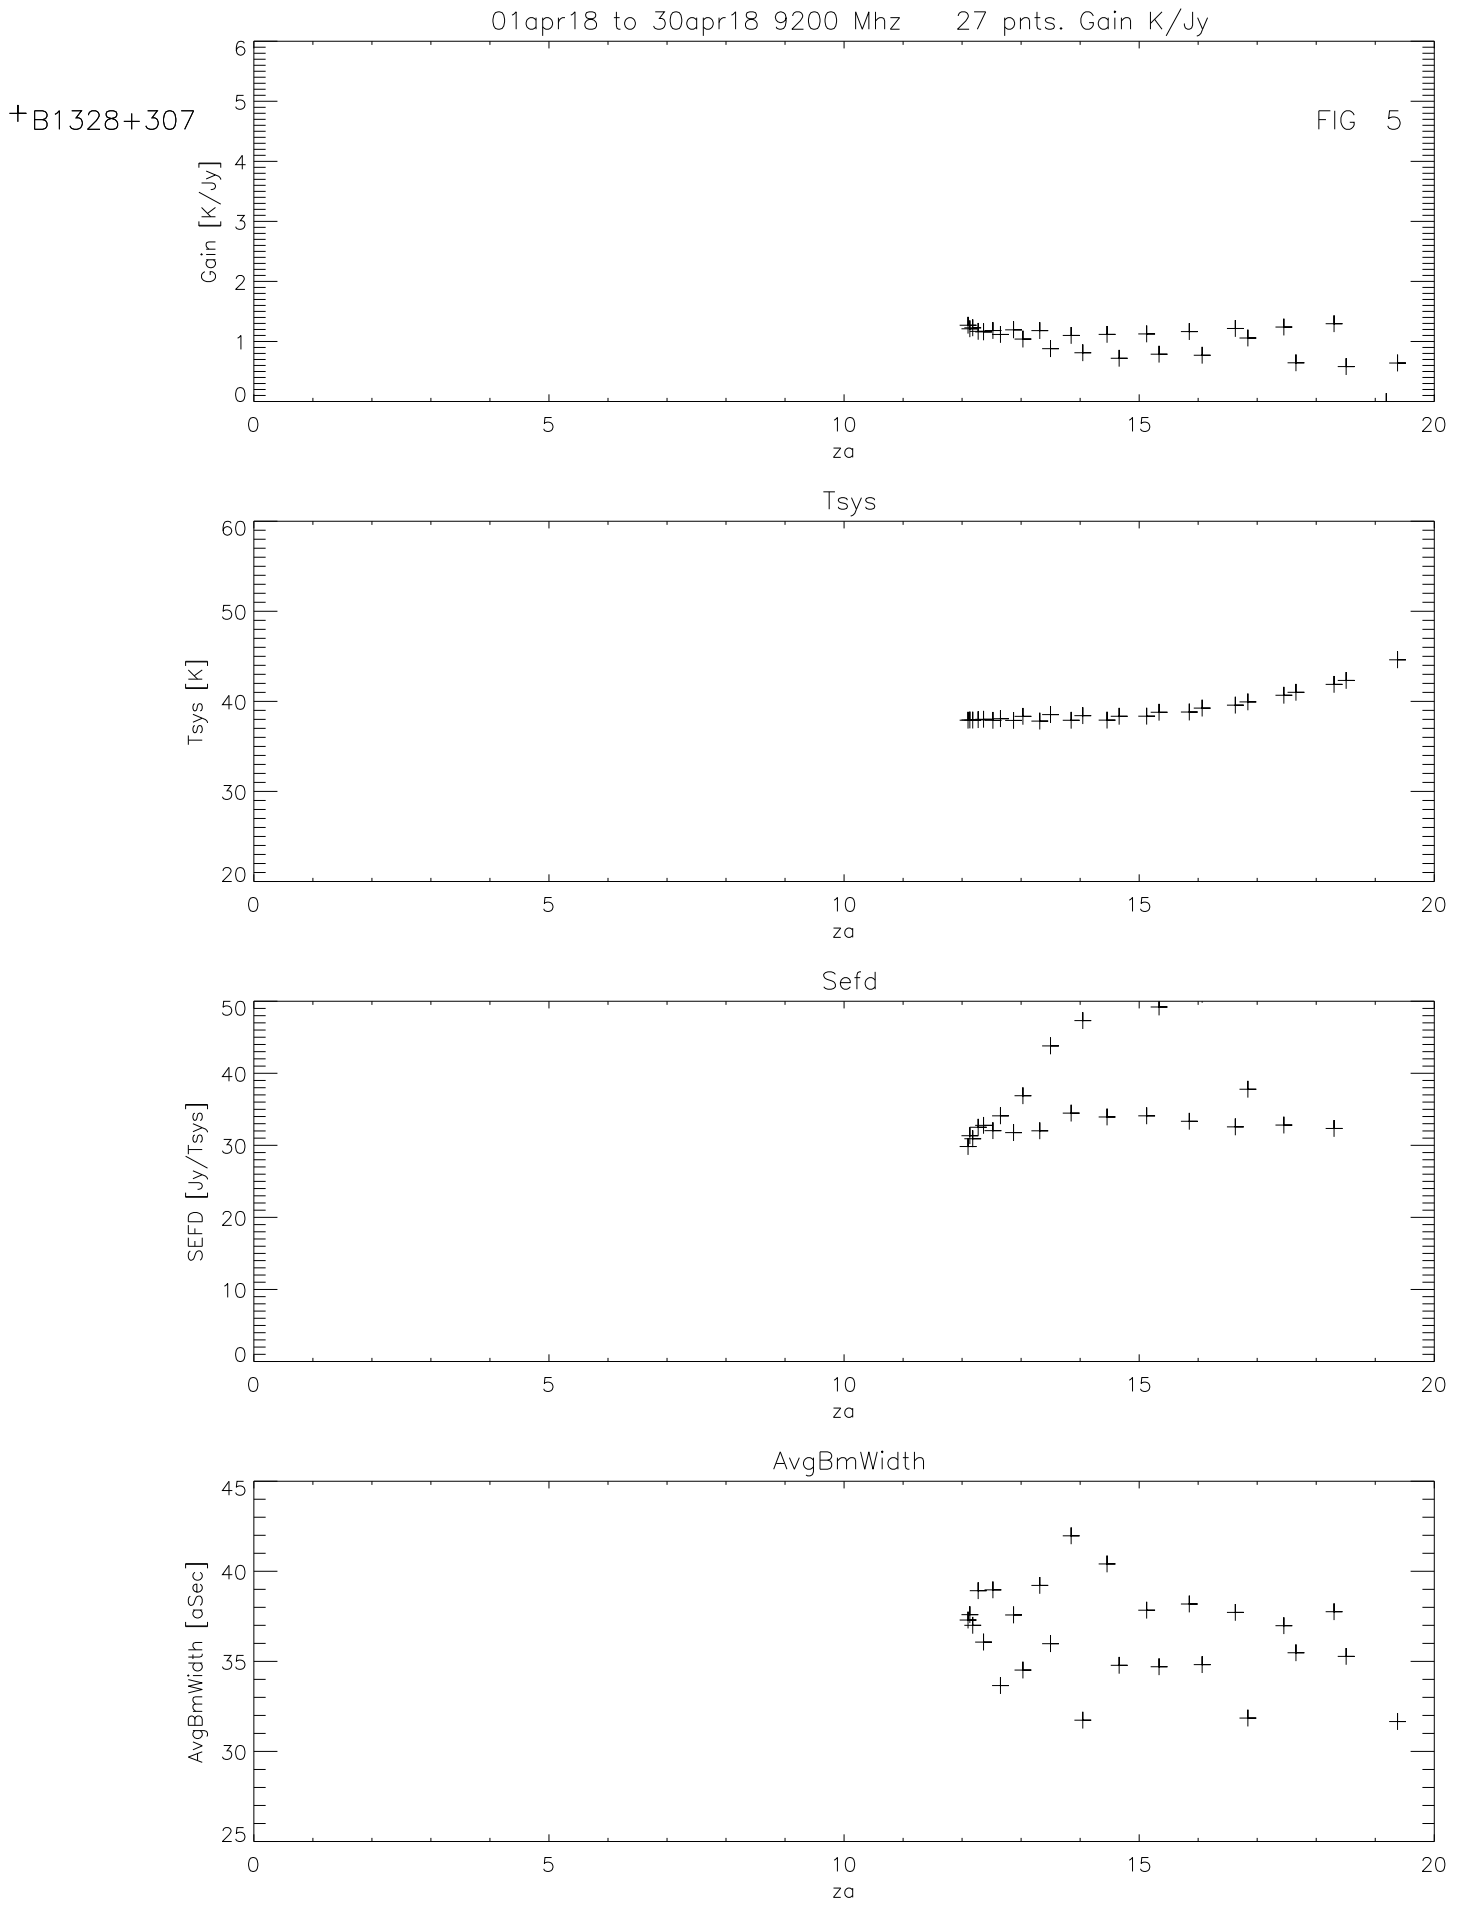 01apr18 to 30apr18 9200 Mhz 27 pnts. Gain K/Jy
+B1328+307
FIG 5
Gain [K/Jy]
6
5
4
3
2
1
0
0 5 10 15 20
za
Tsys
Tsys [K]
60
50
40
30
20
0 5 10 15 20
za
Sefd
SEFD [Jy/Tsys]
50
40
30
20
10
0
0 5 10 15 20
za
AvgBmWidth
AvgBmWidth [aSec]
45
40
35
30
25
0 5 10 15 20
za